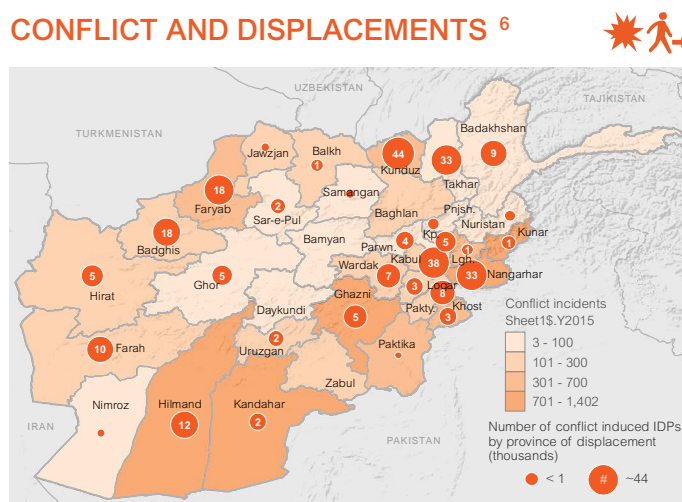 CONFLICT AND DISPLACEMENTS 6
UZBEKISTAN
TAJIKISTAN
TURKMENISTAN
Badakhshan
9
Jawzjan
Balkh
1
44
Kunduz
33
Takhar
18
Faryab
Samangan
2
Sar-e-Pul
Baghlan
Pnjsh.
Nuristan
Kunar
1
18
Badghis
Bamyan
Parwn.
4
Kp.
5
1
Lgh.
Kabul
38
Wardak
7
33
Nangarhar
5
Hirat
Ghor
5
3
Logar
8
Ghazni
5
Pakty.
Khost
3
Daykundi
2
Uruzgan
10
Farah
Paktika
Zabul
Nimroz
Hilmand
12
Kandahar
2
IRAN
PAKISTAN
Conflict incidents
Sheet1$.Y2015
3 - 100
101 - 300
301 - 700
701 - 1,402
Number of conflict induced IDPs
by province of displacement
(thousands)
< 1
#
~44